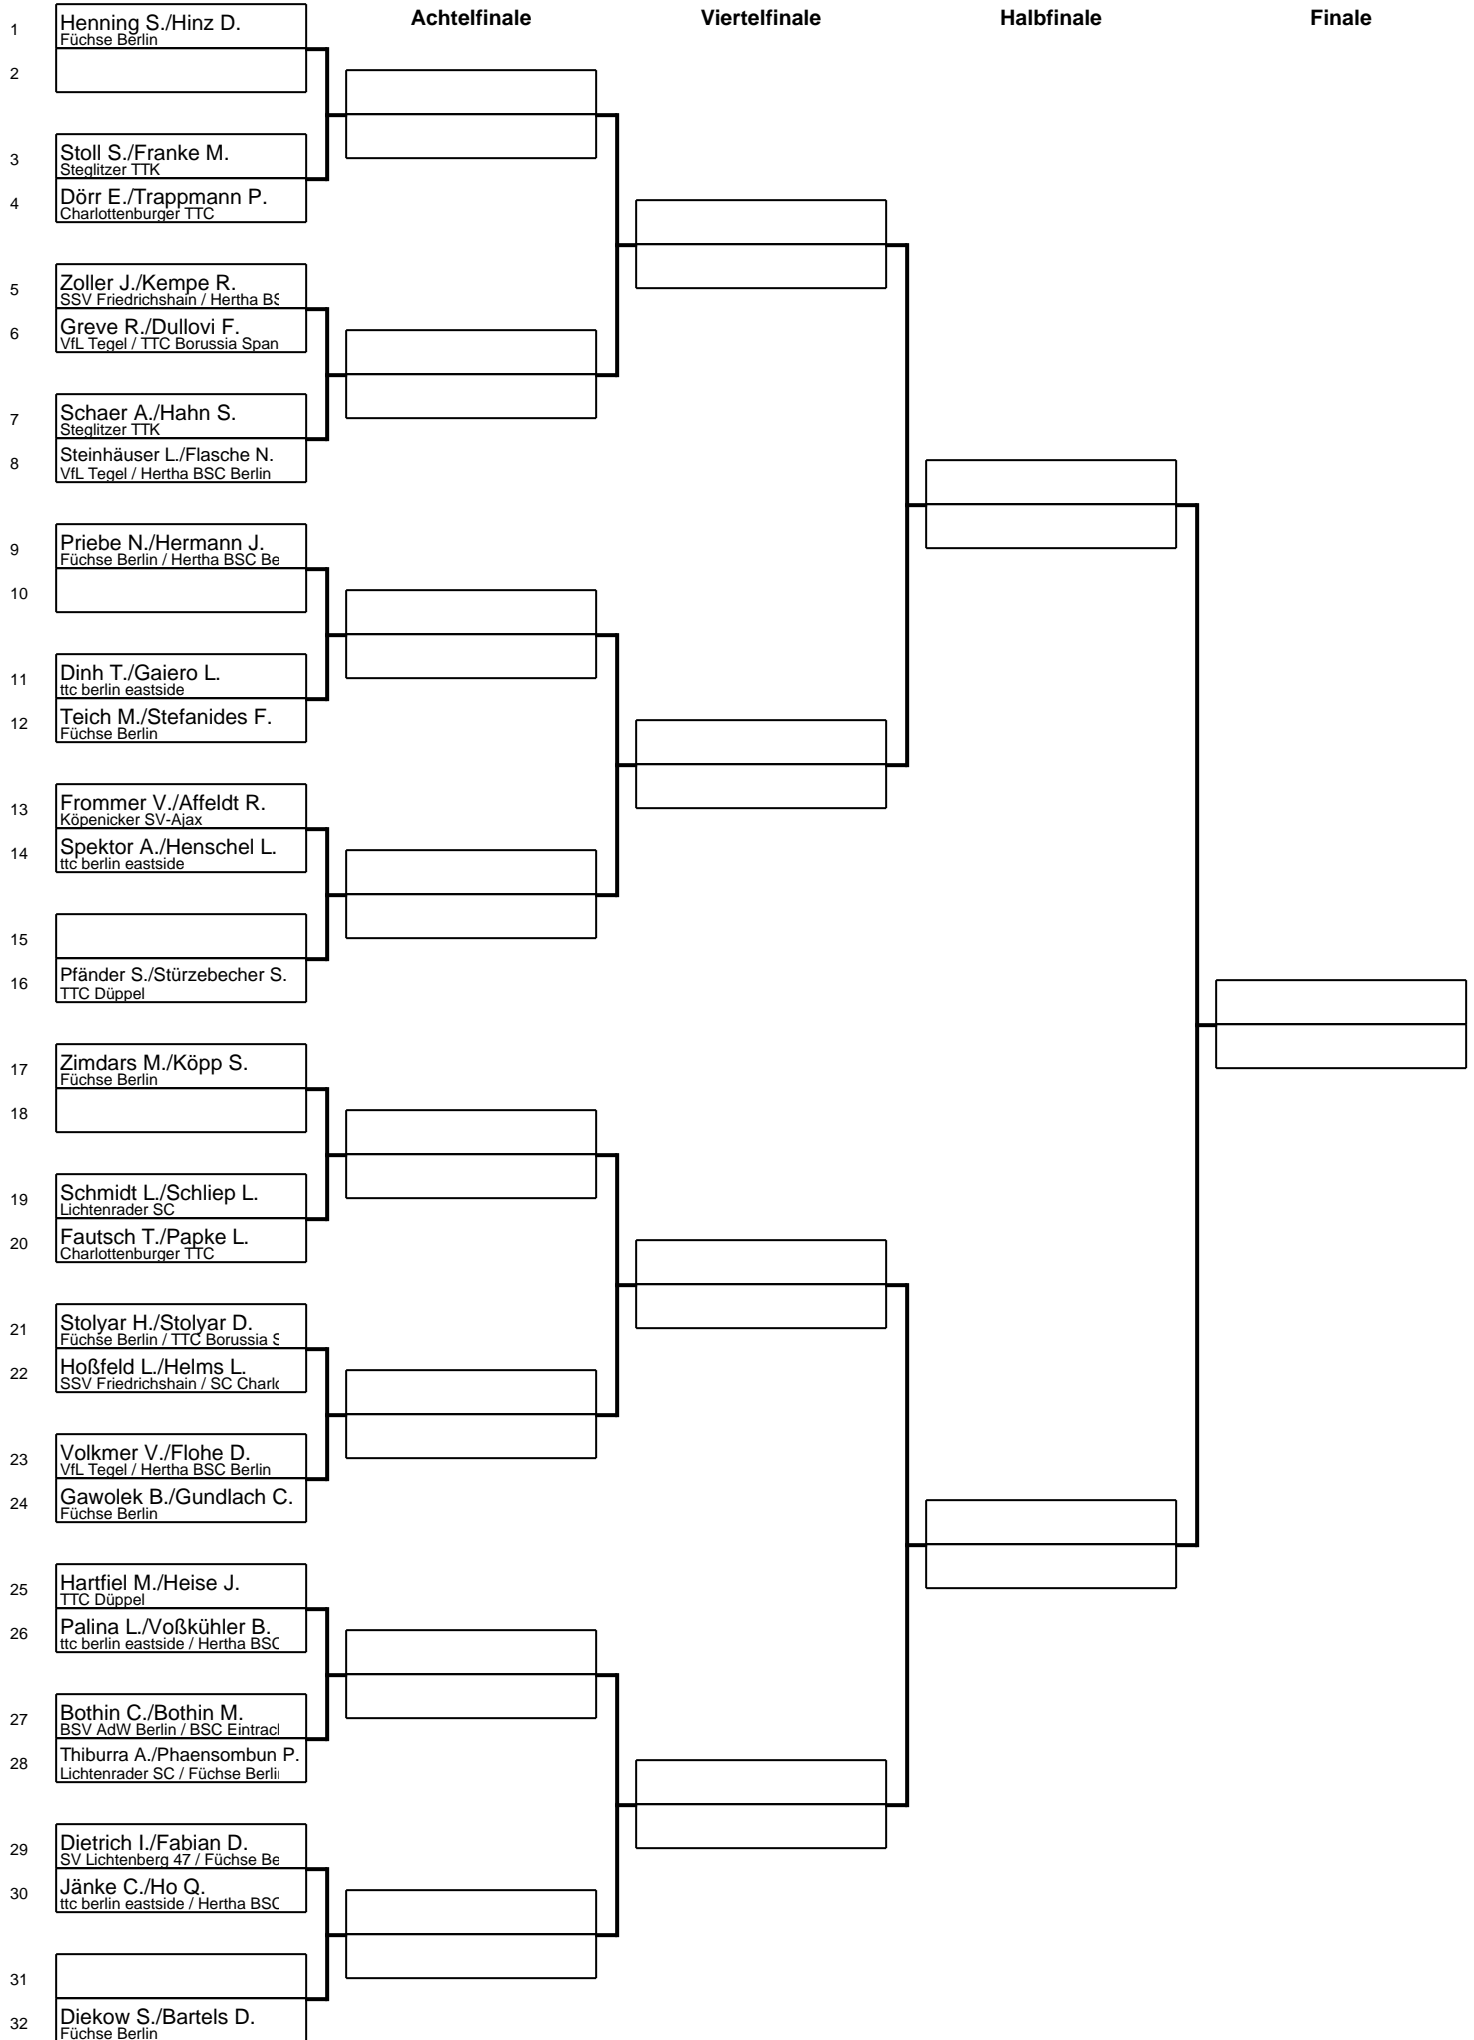 Achtelfinale Viertelfinale Halbfinale Finale
1 Henning S./Hinz D.
Füchse Berlin
2
3 Stoll S./Franke M.
Steglitzer TTK
4 Dörr E./Trappmann P.
Charlottenburger TTC
5 Zoller J./Kempe R.
SSV Friedrichshain / Hertha BS
6 Greve R./Dullovi F.
VfL Tegel / TTC Borussia Span
7 Schaer A./Hahn S.
Steglitzer TTK
8 Steinhäuser L./Flasche N.
VfL Tegel / Hertha BSC Berlin
9 Priebe N./Hermann J.
Füchse Berlin / Hertha BSC Be
10
11 Dinh T./Gaiero L.
ttc berlin eastside
12 Teich M./Stefanides F.
Füchse Berlin
13 Frommer V./Affeldt R.
Köpenicker SV-Ajax
14 Spektor A./Henschel L.
ttc berlin eastside
15
16 Pfänder S./Stürzebecher S.
TTC Düppel
17 Zimdars M./Köpp S.
Füchse Berlin
18
19 Schmidt L./Schliep L.
Lichtenrader SC
20 Fautsch T./Papke L.
Charlottenburger TTC
21 Stolyar H./Stolyar D.
Füchse Berlin / TTC Borussia S
22 Hoßfeld L./Helms L.
SSV Friedrichshain / SC Charlo
23 Volkmer V./Flohe D.
VfL Tegel / Hertha BSC Berlin
24 Gawolek B./Gundlach C.
Füchse Berlin
25 Hartfiel M./Heise J.
TTC Düppel
26 Palina L./Voßkühler B.
ttc berlin eastside / Hertha BSC
27 Bothin C./Bothin M.
BSV AdW Berlin / BSC Eintrach
28 Thiburra A./Phaensombun P.
Lichtenrader SC / Füchse Berli
29 Dietrich I./Fabian D.
SV Lichtenberg 47 / Füchse Be
30 Jänke C./Ho Q.
ttc berlin eastside / Hertha BSC
31
32 Diekow S./Bartels D.
Füchse Berlin